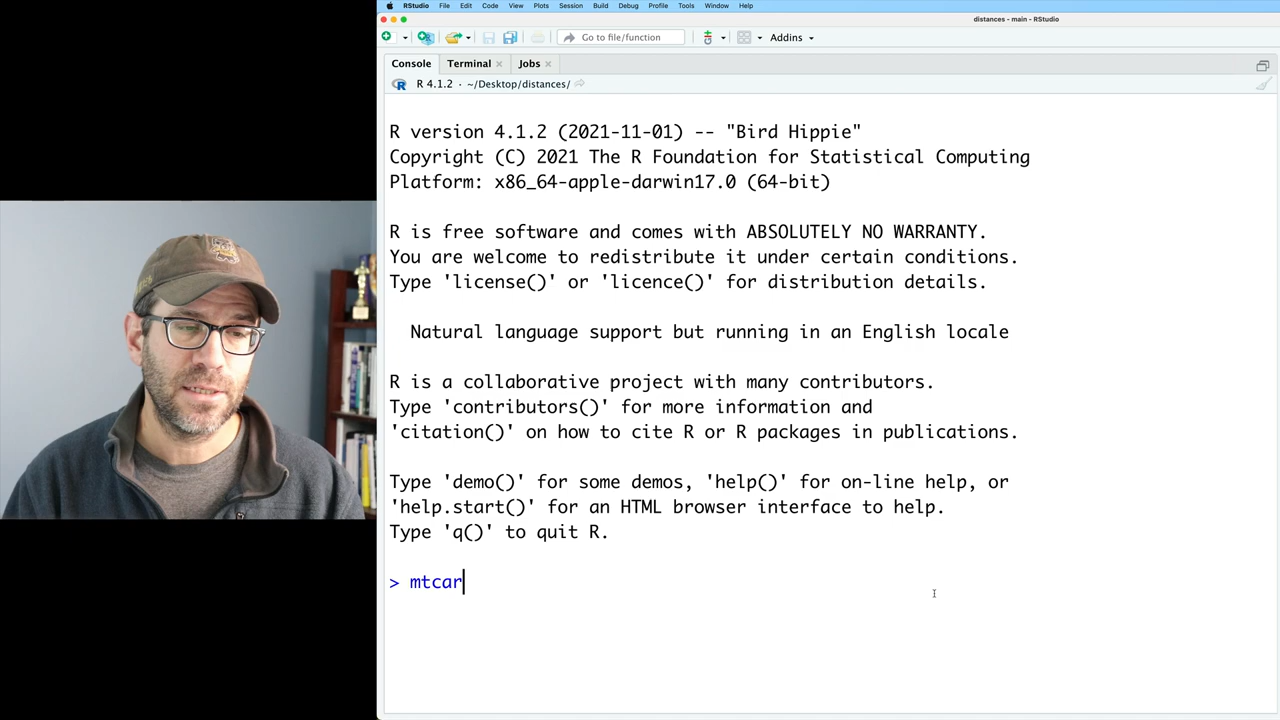 RStudio File Edit Code View Plots Session Build Debug Profile Tools Window Help
distances - main - RStudio
Go to file/function Addins
Console Terminal Jobs
R 4.1.2 · ~/Desktop/distances/
R version 4.1.2 (2021-11-01) -- "Bird Hippie"
Copyright (C) 2021 The R Foundation for Statistical Computing
Platform: x86_64-apple-darwin17.0 (64-bit)
R is free software and comes with ABSOLUTELY NO WARRANTY.
You are welcome to redistribute it under certain conditions.
Type 'license()' or 'licence()' for distribution details.
Natural language support but running in an English locale
R is a collaborative project with many contributors.
Type 'contributors()' for more information and
'citation()' on how to cite R or R packages in publications.
Type 'demo()' for some demos, 'help()' for on-line help, or
'help.start()' for an HTML browser interface to help.
Type 'q()' to quit R.
> mtcar